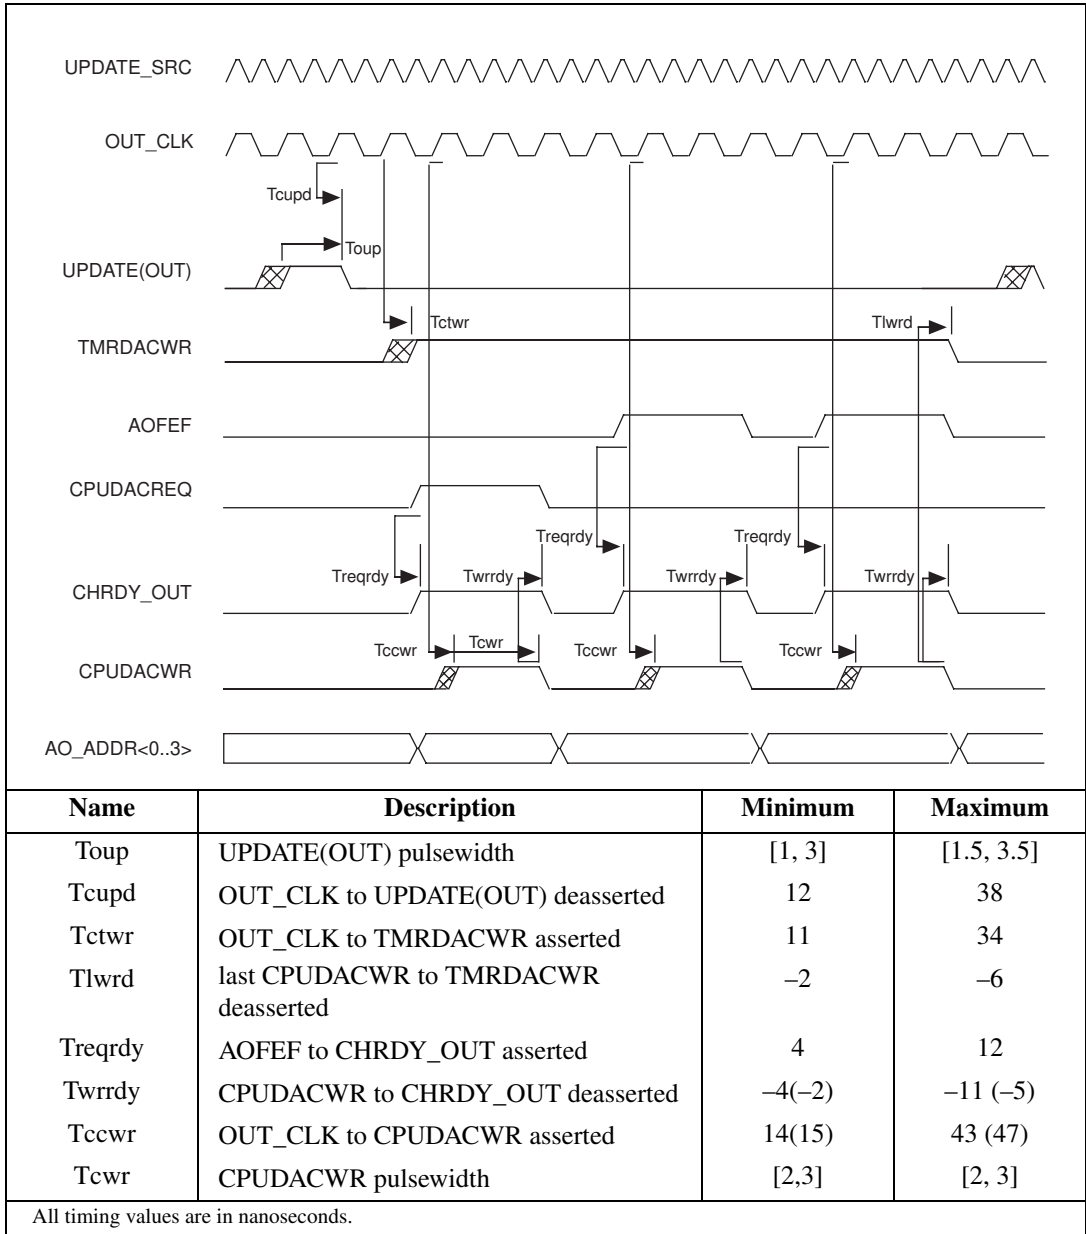 UPDATE_SRC
OUT_CLK
Tcupd
Toup
UPDATE(OUT)
Tctwr
Tlwrd
TMRDACWR
AOFEF
CPUDACREQ
Treqrdy
Treqrdy
Treqrdy
Twrrdy
Twrrdy
Twrrdy
CHRDY_OUT
Tccwr
Tcwr
Tccwr
Tccwr
CPUDACWR
AO_ADDR<0..3>
Name Description Minimum Maximum
Toup UPDATE(OUT) pulsewidth [1, 3] [1.5, 3.5]
Tcupd OUT_CLK to UPDATE(OUT) deasserted 12 38
Tctwr OUT_CLK to TMRDACWR asserted 11 34
Tlwrd last CPUDACWR to TMRDACWR –2 –6
deasserted
Treqrdy AOFEF to CHRDY_OUT asserted 4 12
Twrrdy CPUDACWR to CHRDY_OUT deasserted –4(–2) –11 (–5)
Tccwr OUT_CLK to CPUDACWR asserted 14(15) 43 (47)
Tcwr CPUDACWR pulsewidth [2,3] [2, 3]
All timing values are in nanoseconds.